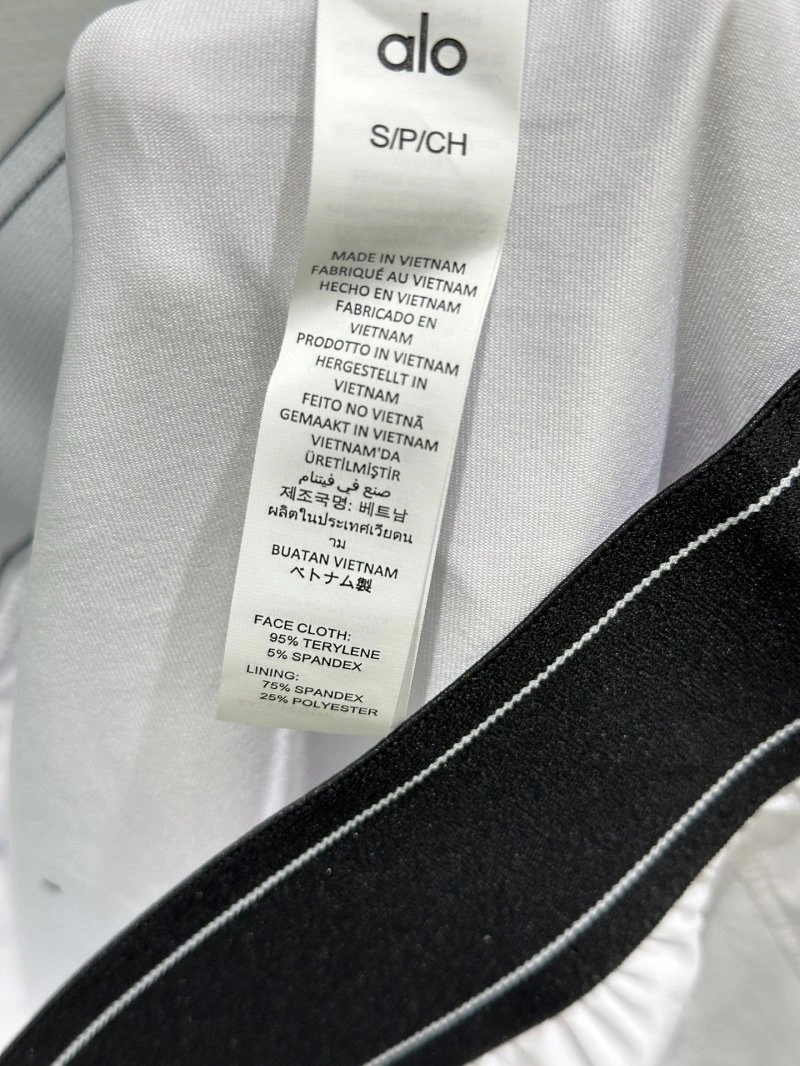 alo
S/P/CH
MADE IN VIETNAM
FABRIQUÉ AU VIETNAM
HECHO EN VIETNAM
FABRICADO EN
VIETNAM
PRODOTTO IN VIETNAM
HERGESTELLT IN
VIETNAM
FEITO NO VIETNÃ
GEMAAKT IN VIETNAM
VIETNAM'DA
ÜRETİLMİŞTİR
صنع في فيتنام
제조국명: 베트남
ผลิตในประเทศเวียดน
าม
BUATAN VIETNAM
ベトナム製
FACE CLOTH:
95% TERYLENE
5% SPANDEX
LINING:
75% SPANDEX
25% POLYESTER